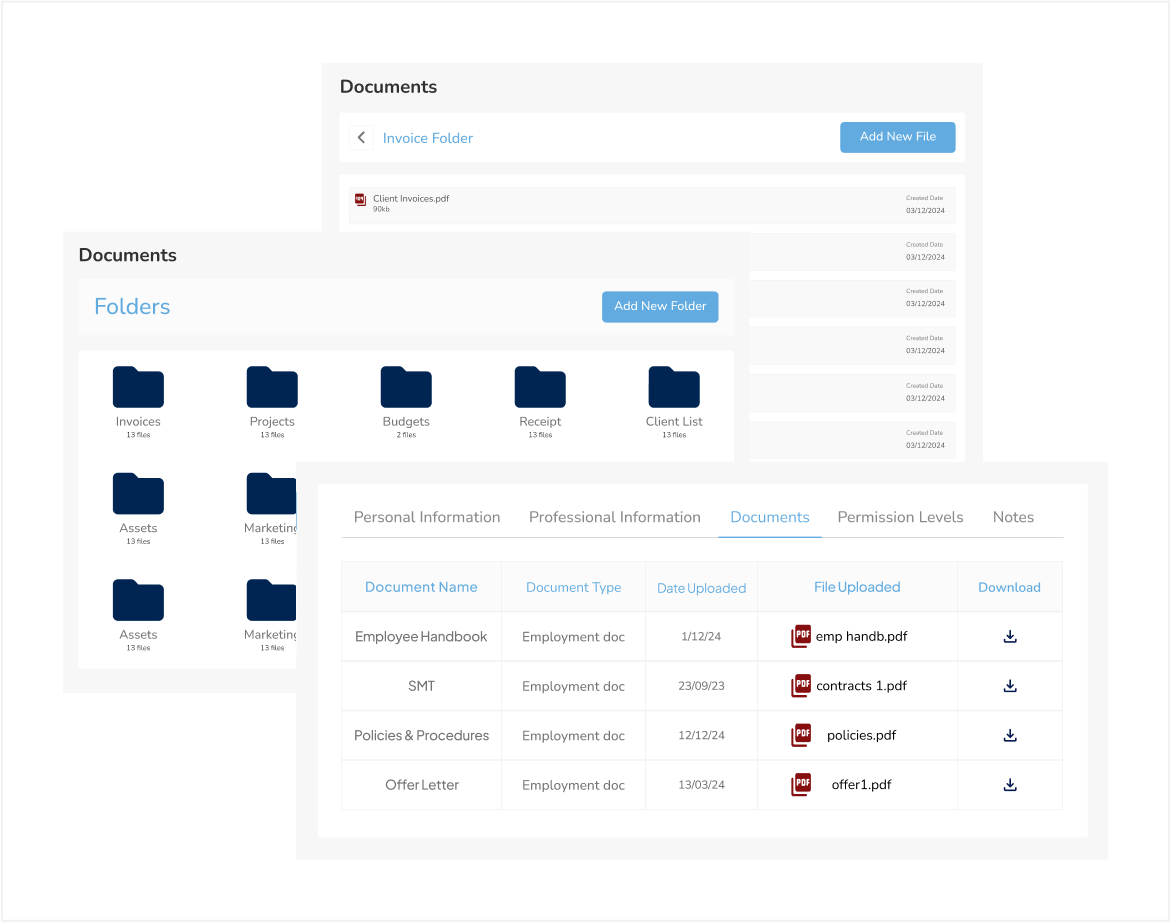 Documents
Invoice Folder
Add New File
Client Invoices.pdf
90kb
Created Date
03/12/2024
Created Date
03/12/2024
Created Date
03/12/2024
Created Date
03/12/2024
Created Date
03/12/2024
Created Date
03/12/2024
Documents
Folders
Add New Folder
Invoices
13 files
Projects
13 files
Budgets
2 files
Receipt
13 files
Client List
13 files
Assets
13 files
Marketing
13 files
Assets
13 files
Marketing
13 files
Personal Information Professional Information Documents Permission Levels Notes
Document Name Document Type Date Uploaded File Uploaded Download
Employee Handbook Employment doc 1/12/24 PDF emp handb.pdf
SMT Employment doc 23/09/23 PDF contracts 1.pdf
Policies & Procedures Employment doc 12/12/24 PDF policies.pdf
Offer Letter Employment doc 13/03/24 PDF offer1.pdf